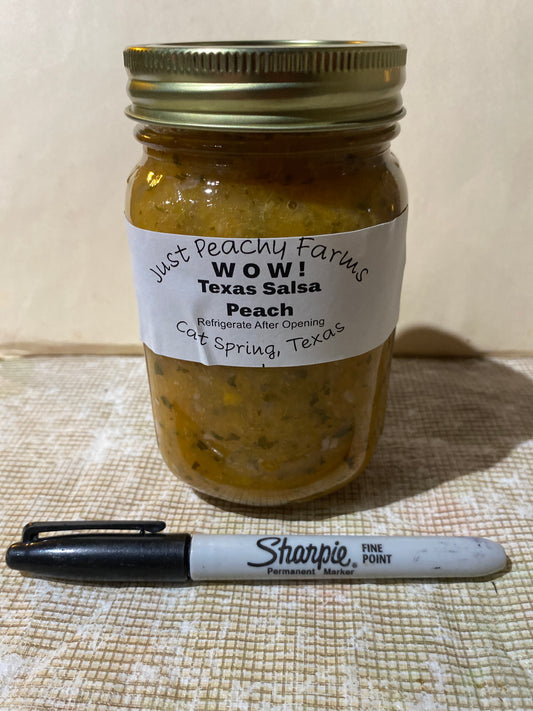 Just Peachy Farms
WOW!
Texas Salsa
Peach
Refrigerate After Opening
Cat Spring, Texas
Sharpie®
FINE
POINT
Permanent Marker